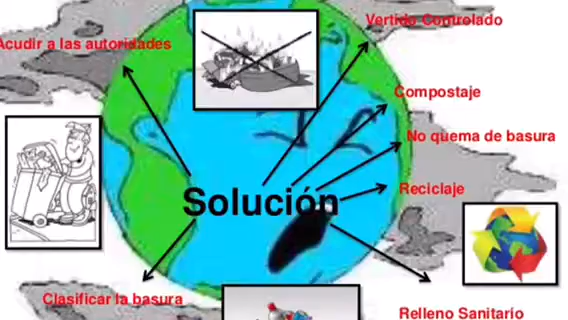 Vertido Controlado
Acudir a las autoridades
Compostaje
No quema de basura
Reciclaje
Solución
Clasificar la basura
Relleno Sanitario